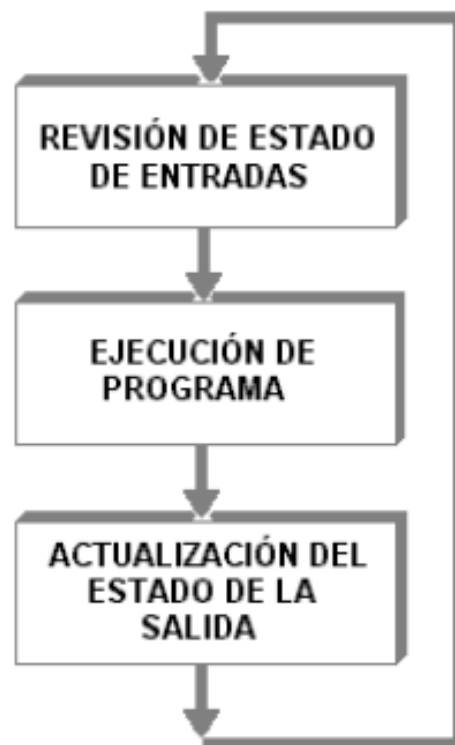 REVISIÓN DE ESTADO
DE ENTRADAS
EJECUCIÓN DE
PROGRAMA
ACTUALIZACIÓN DEL
ESTADO DE LA
SALIDA